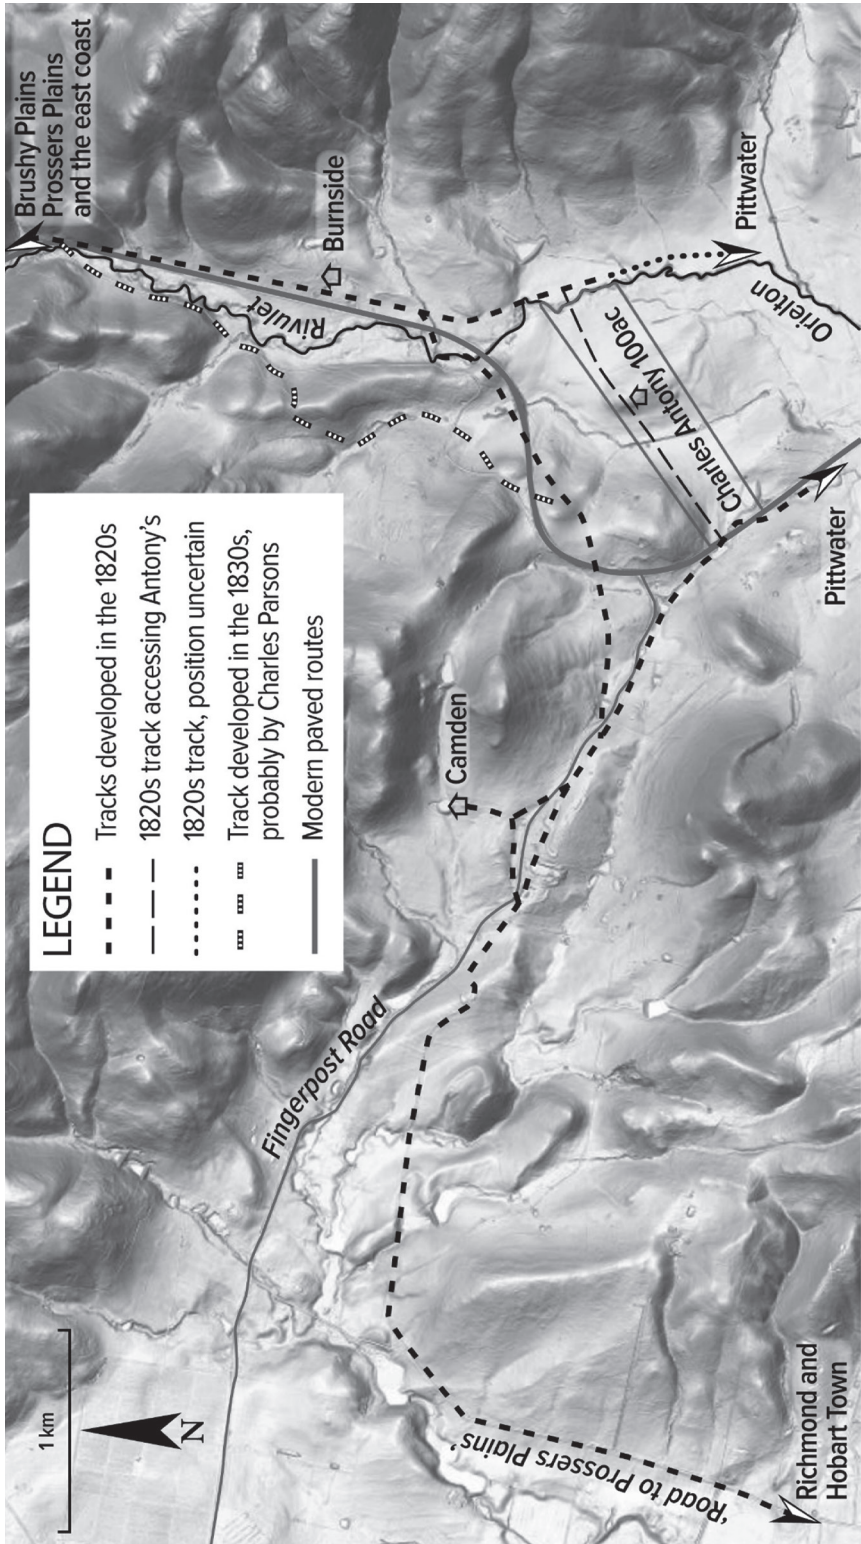 Brushy Plains
Prossers Plains
and the east coast
Burnside
Rivulet
Pittwater
Orielton
Charles Antony 100ac
Pittwater
LEGEND
Tracks developed in the 1820s
1820s track accessing Antony’s
1820s track, position uncertain
Track developed in the 1830s,
probably by Charles Parsons
Modern paved routes
Camden
Fingerpost Road
1 km
N
‘Road to Prossers Plains’
Richmond and
Hobart Town